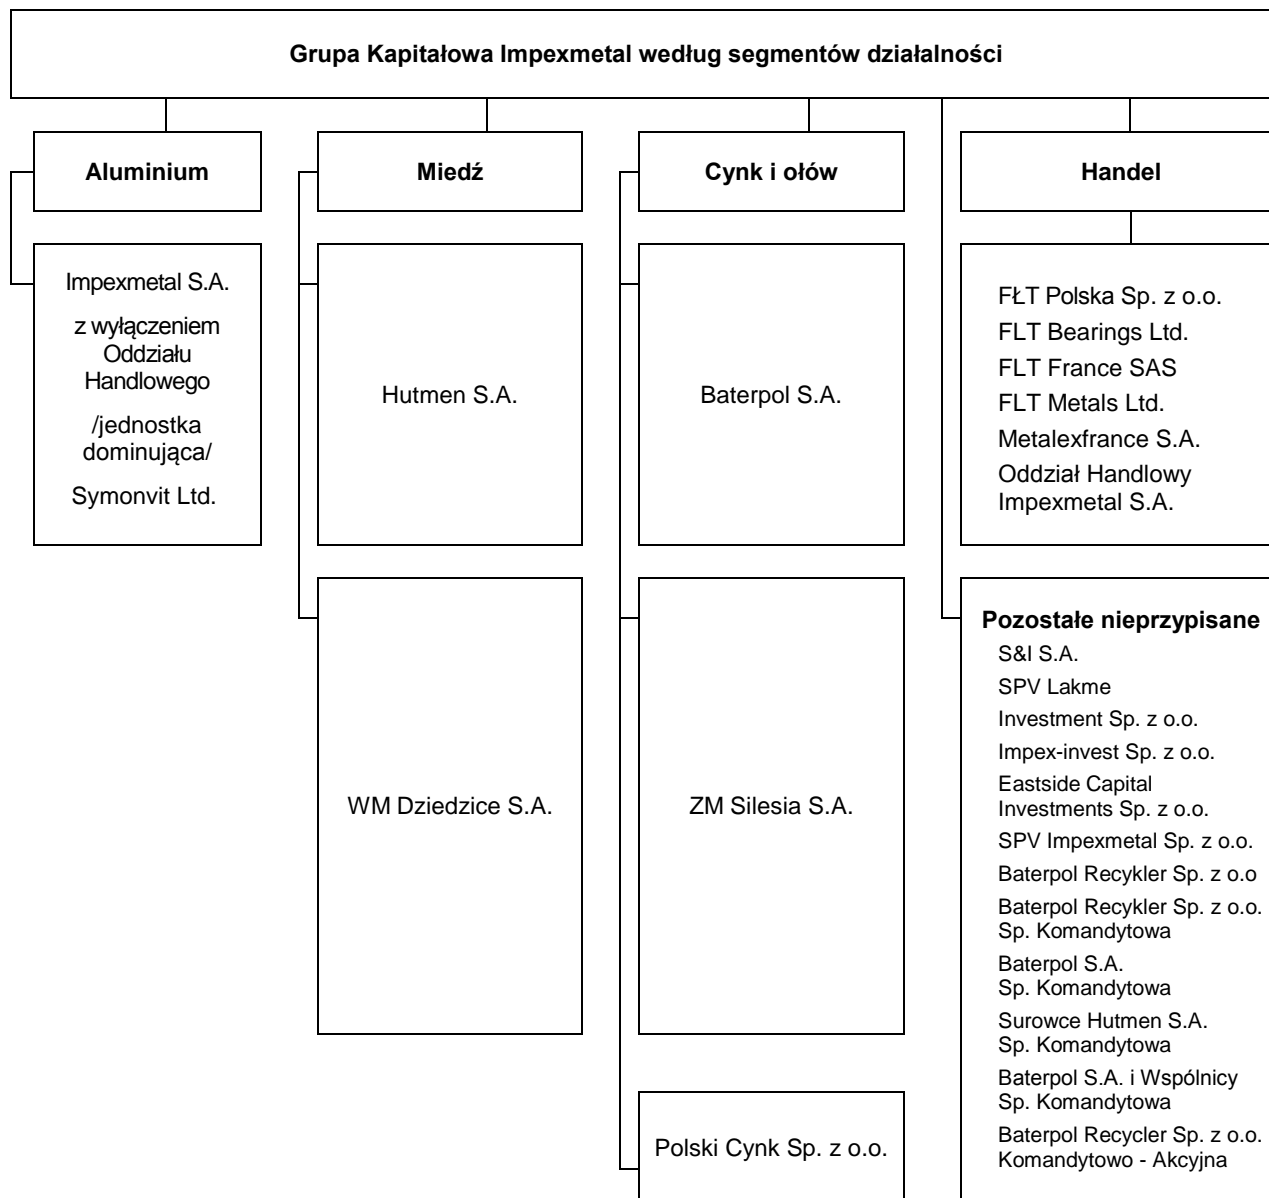 Grupa Kapitałowa Impexmetal według segmentów działalności
Aluminium
Miedź
Cynk i ołów
Handel
Impexmetal S.A.
z wyłączeniem
Oddziału
Handlowego
/jednostka
dominująca/
Symonvit Ltd.
Hutmen S.A.
Baterpol S.A.
FŁT Polska Sp. z o.o.
FLT Bearings Ltd.
FLT France SAS
FLT Metals Ltd.
Metalexfrance S.A.
Oddział Handlowy
Impexmetal S.A.
WM Dziedzice S.A.
ZM Silesia S.A.
Polski Cynk Sp. z o.o.
Pozostałe nieprzypisane
S&I S.A.
SPV Lakme
Investment Sp. z o.o.
Impex-invest Sp. z o.o.
Eastside Capital
Investments Sp. z o.o.
SPV Impexmetal Sp. z o.o.
Baterpol Recykler Sp. z o.o
Baterpol Recykler Sp. z o.o.
Sp. Komandytowa
Baterpol S.A.
Sp. Komandytowa
Surowce Hutmen S.A.
Sp. Komandytowa
Baterpol S.A. i Wspólnicy
Sp. Komandytowa
Baterpol Recycler Sp. z o.o.
Komandytowo - Akcyjna